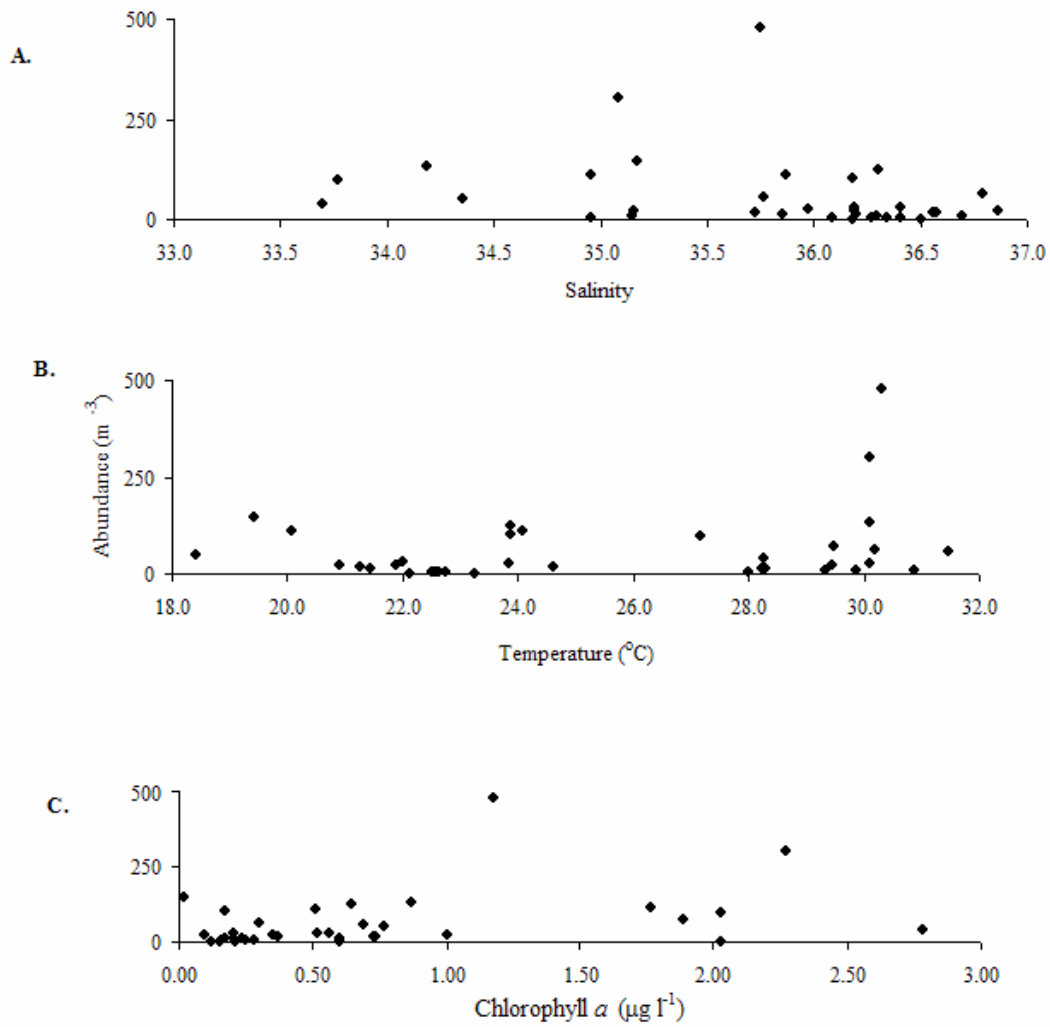 A.
500
250
0
33.0 33.5 34.0 34.5 35.0 35.5 36.0 36.5 37.0
Salinity
B.
Abundance (m⁻³)
500
250
0
18.0 20.0 22.0 24.0 26.0 28.0 30.0 32.0
Temperature (°C)
C.
500
250
0
0.00 0.50 1.00 1.50 2.00 2.50 3.00
Chlorophyll a (µg l⁻¹)